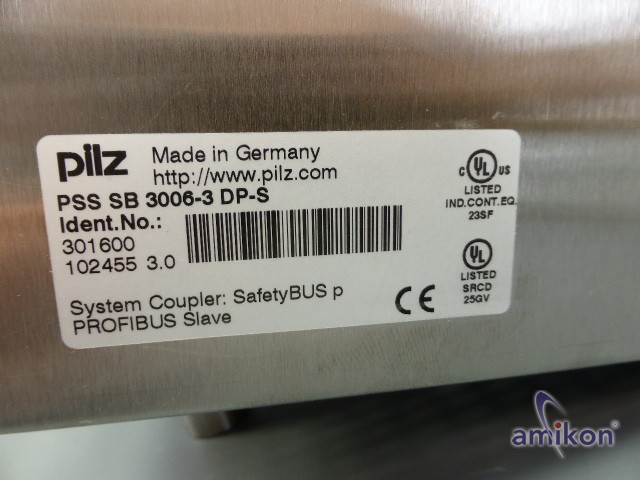 pilz
Made in Germany
http://www.pilz.com
PSS SB 3006-3 DP-S
Ident.No.:
301600
102455 3.0
System Coupler: SafetyBUS p
PROFIBUS Slave
CE
C UL US
LISTED
IND.CONT.EQ.
23SF
UL
LISTED
SRCD
25GV
amikon